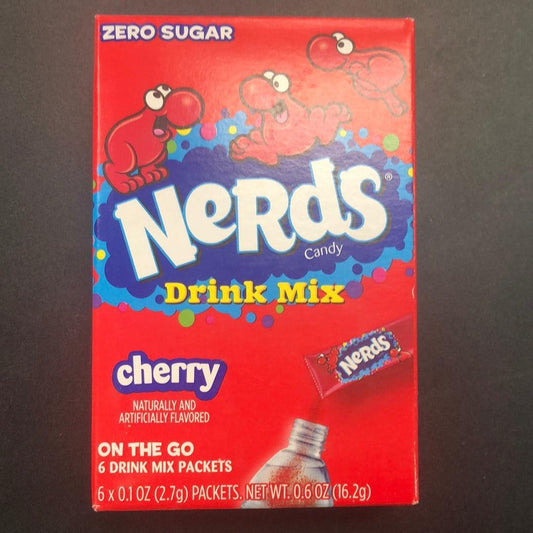 ZERO SUGAR
NeRdS®
Candy
Drink Mix
NeRdS
cherry
NATURALLY AND
ARTIFICIALLY FLAVORED
ON THE GO
6 DRINK MIX PACKETS
6 x 0.1 OZ (2.7g) PACKETS. NET WT. 0.6 OZ (16.2g)